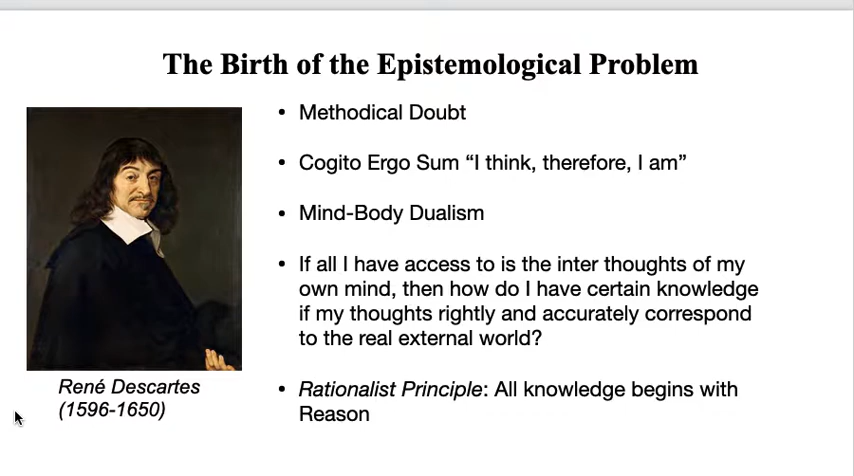 The Birth of the Epistemological Problem
• Methodical Doubt
• Cogito Ergo Sum “I think, therefore, I am”
• Mind-Body Dualism
• If all I have access to is the inter thoughts of my
own mind, then how do I have certain knowledge
if my thoughts rightly and accurately correspond
to the real external world?
• Rationalist Principle: All knowledge begins with
Reason
René Descartes
(1596-1650)